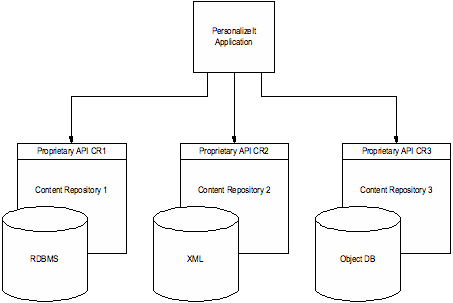 PersonalizeIt
Application
Proprietary API CR1
Proprietary API CR2
Proprietary API CR3
Content Repository 1
Content Repository 2
Content Repository 3
RDBMS
XML
Object DB